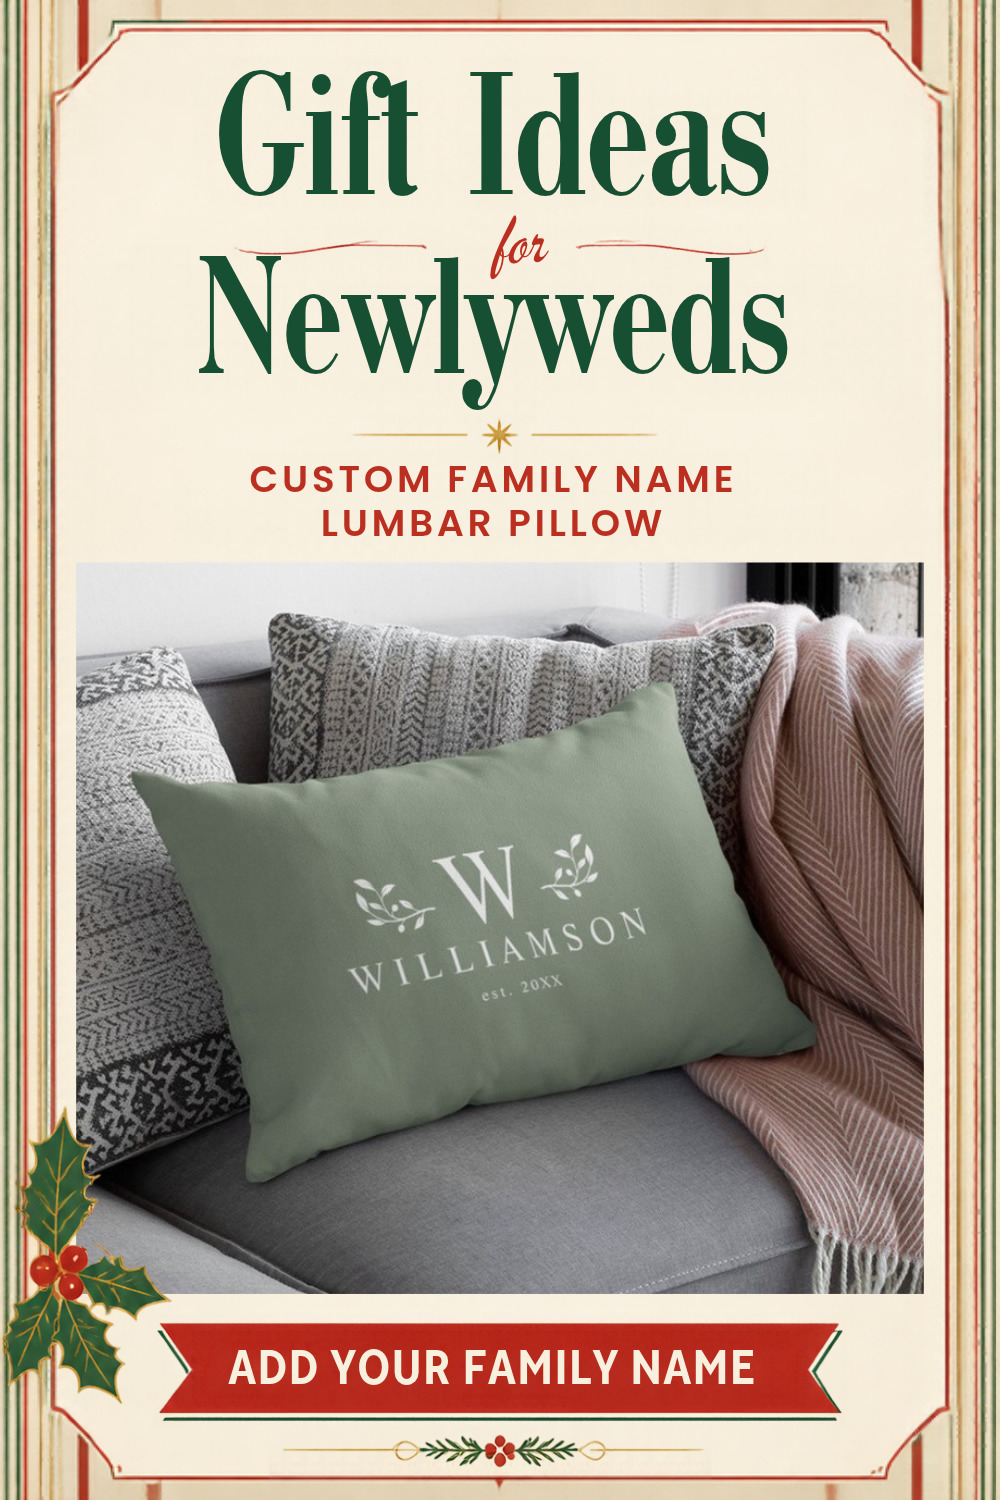 Gift Ideas
for
Newlyweds
CUSTOM FAMILY NAME
LUMBAR PILLOW
W
WILLIAMSON
est. 20XX
ADD YOUR FAMILY NAME